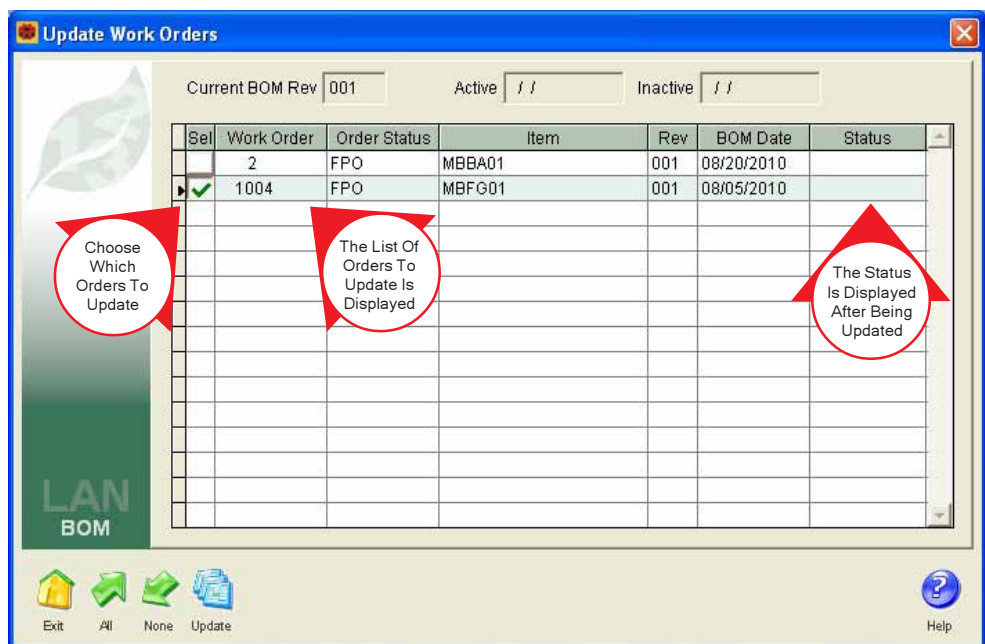 Update Work Orders
Current BOM Rev 001 Active / / Inactive / /
Sel Work Order Order Status Item Rev BOM Date Status
2 FPO MBBA01 001 08/20/2010
1004 FPO MBFG01 001 08/05/2010
Choose
Which
Orders To
Update
The List Of
Orders To
Update Is
Displayed
The Status
Is Displayed
After Being
Updated
LAN
BOM
Exit All None Update Help